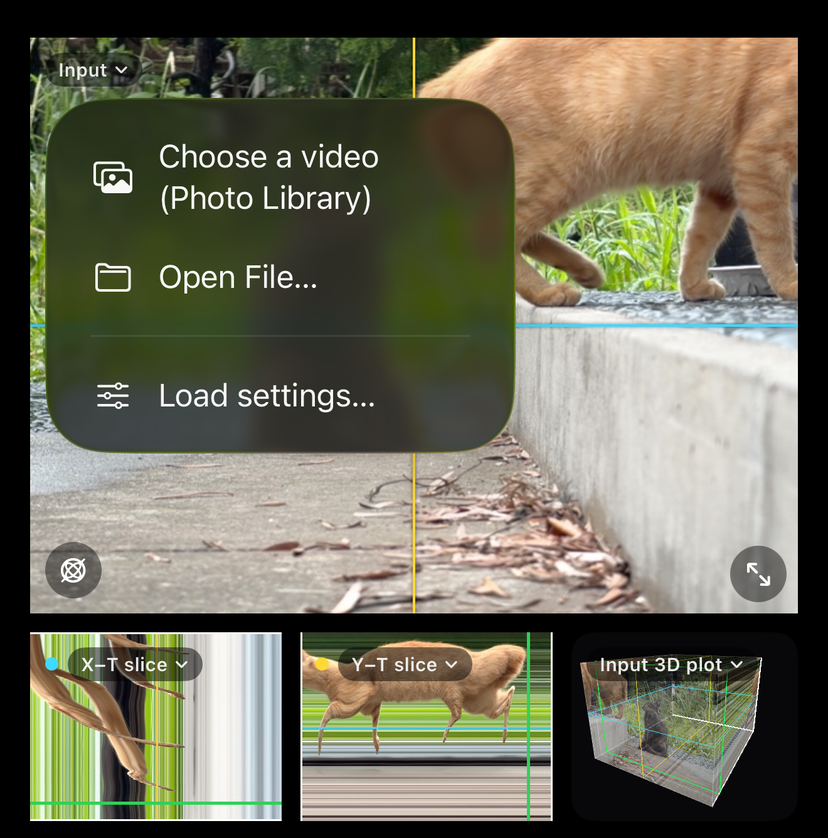 Input
Choose a video
(Photo Library)
Open File...
Load settings...
X–T slice
Y–T slice
Input 3D plot